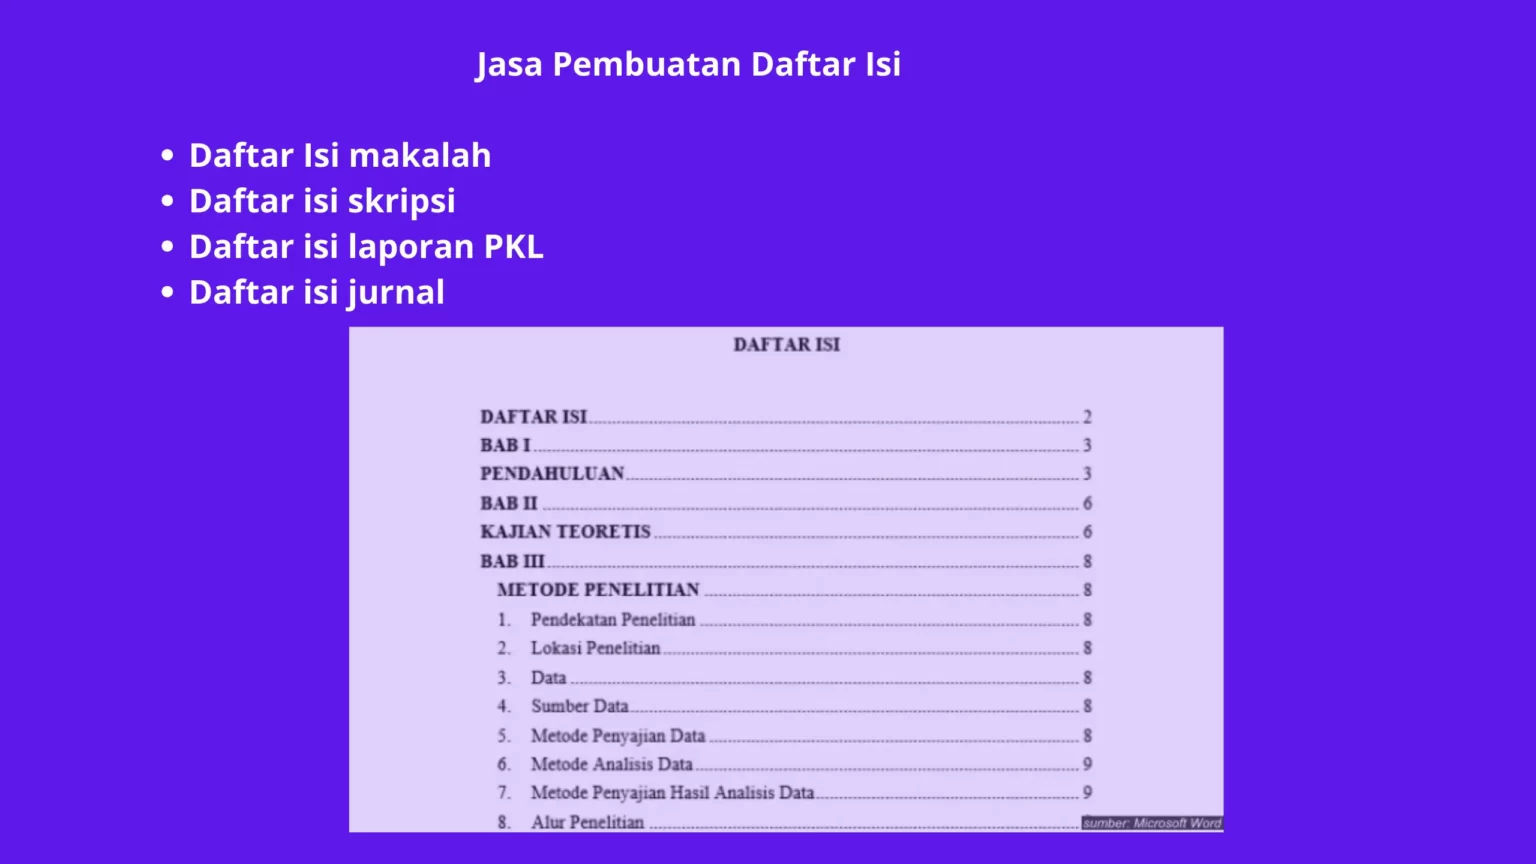 Jasa Pembuatan Daftar Isi
• Daftar Isi makalah
• Daftar isi skripsi
• Daftar isi laporan PKL
• Daftar isi jurnal
DAFTAR ISI
DAFTAR ISI 2
BAB I 3
PENDAHULUAN 3
BAB II 6
KAJIAN TEORETIS 6
BAB III 8
METODE PENELITIAN 8
1. Pendekatan Penelitian 8
2. Lokasi Penelitian 8
3. Data 8
4. Sumber Data 8
5. Metode Penyajian Data 8
6. Metode Analisis Data 9
7. Metode Penyajian Hasil Analisis Data 9
8. Alur Penelitian
sumber: Microsoft Word